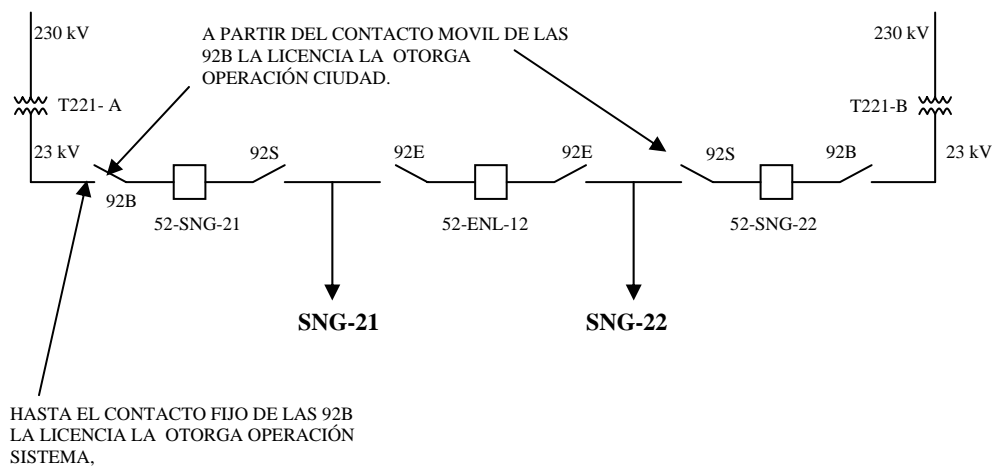 230 kV
A PARTIR DEL CONTACTO MOVIL DE LAS
92B LA LICENCIA LA OTORGA
OPERACIÓN CIUDAD.
230 kV
T221- A
T221-B
23 kV
92S
92E
92E
92S
92B
23 kV
92B
52-SNG-21
52-ENL-12
52-SNG-22
SNG-21
SNG-22
HASTA EL CONTACTO FIJO DE LAS 92B
LA LICENCIA LA OTORGA OPERACIÓN
SISTEMA,